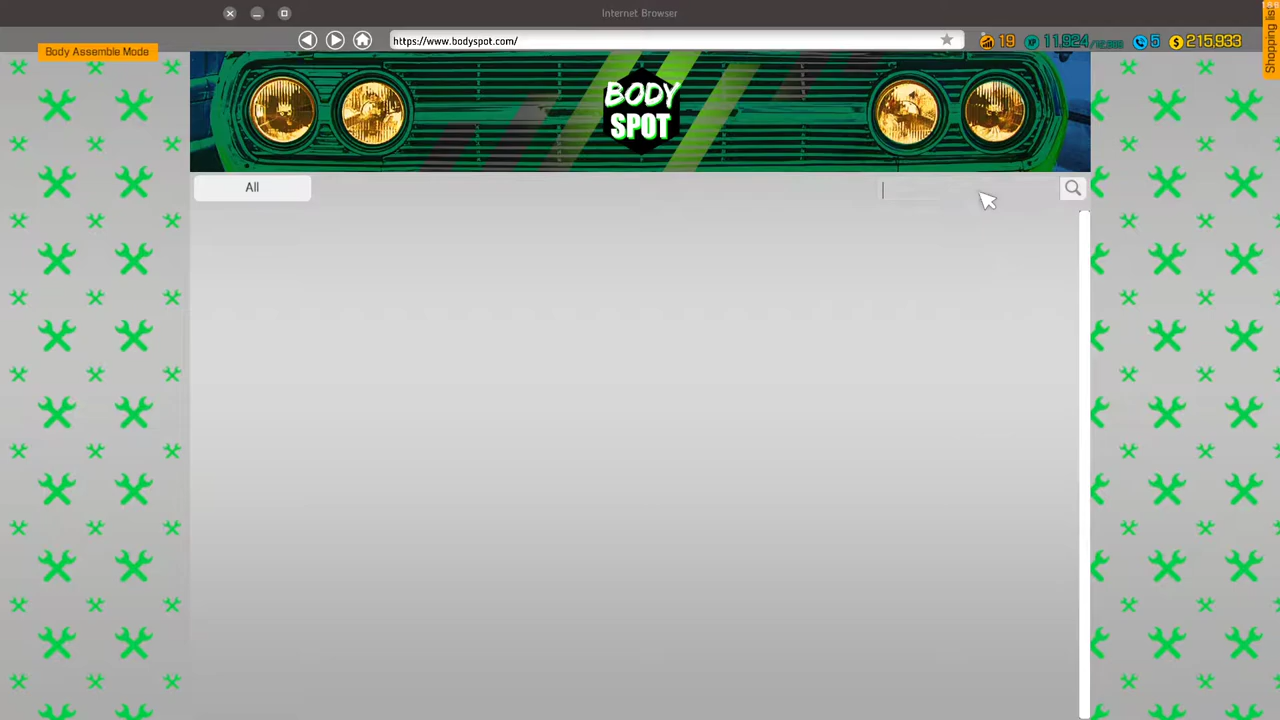 Internet Browser
https://www.bodyspot.com/
19
11,924
5
215,933
Shopping list
Body Assemble Mode
BODY
SPOT
All